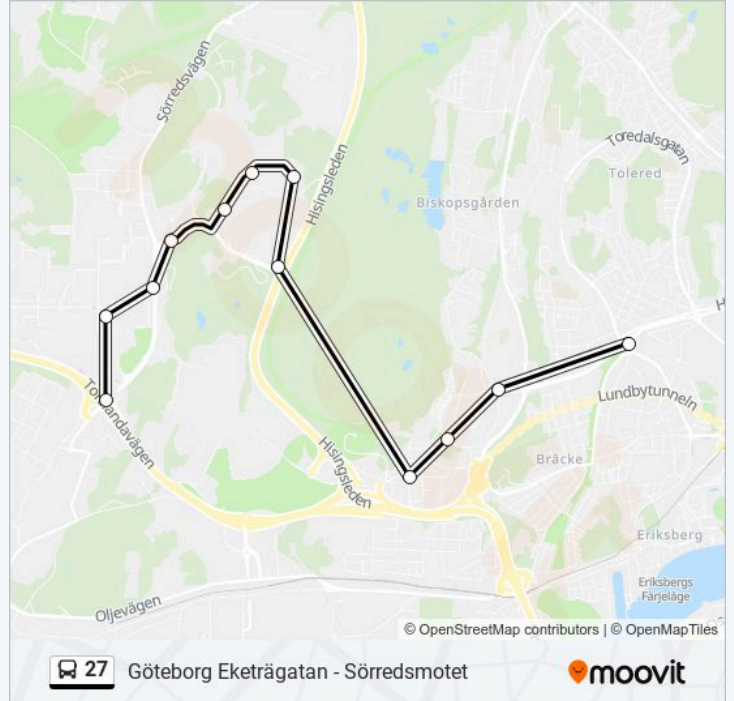 Sörredsvägen
Toredalsgatan
Tolered
Hisingsleden
Biskopsgården
H
Torslandavägen
Lundbytunneln
Hisingsleden
Bräcke
Eriksberg
Eriksbergs
Färjeläge
Oljevägen
© OpenStreetMap contributors | © OpenMapTiles
27 Göteborg Eketrägatan - Sörredsmotet moovit